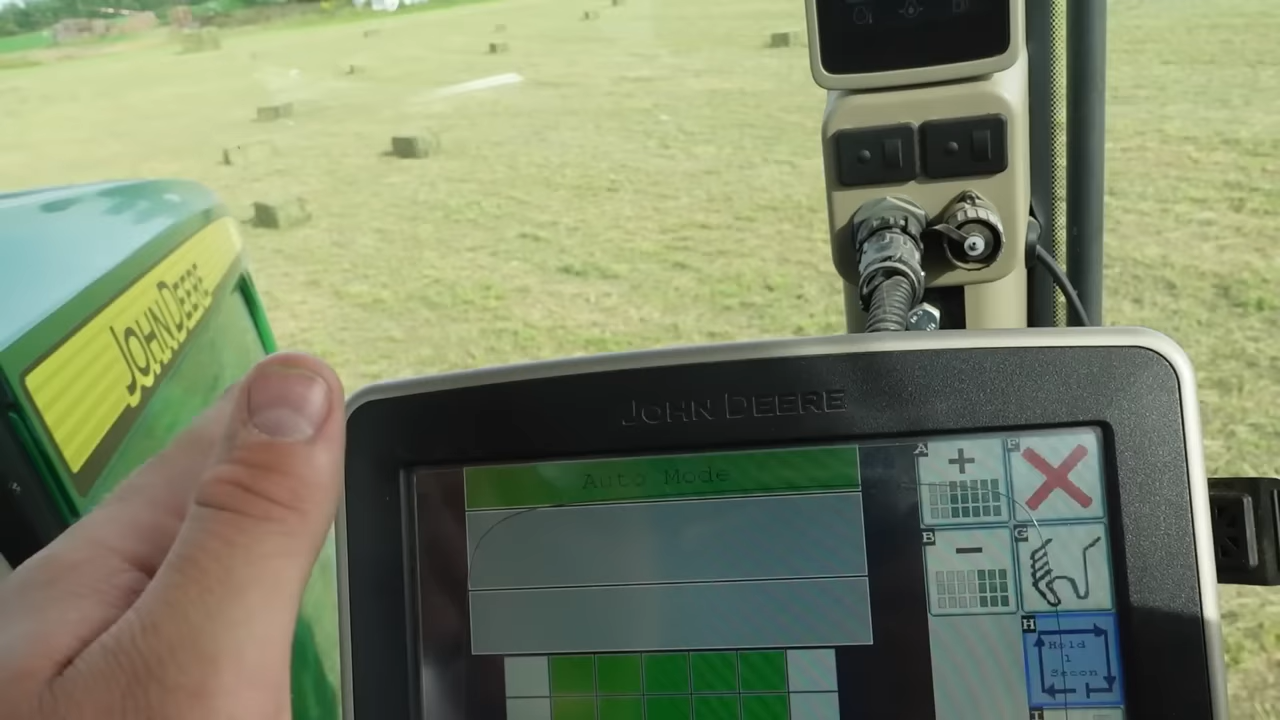 JOHN DEERE
JOHN DEERE
Auto Mode
A
F
B
G
H
Hold
1
Secon
I